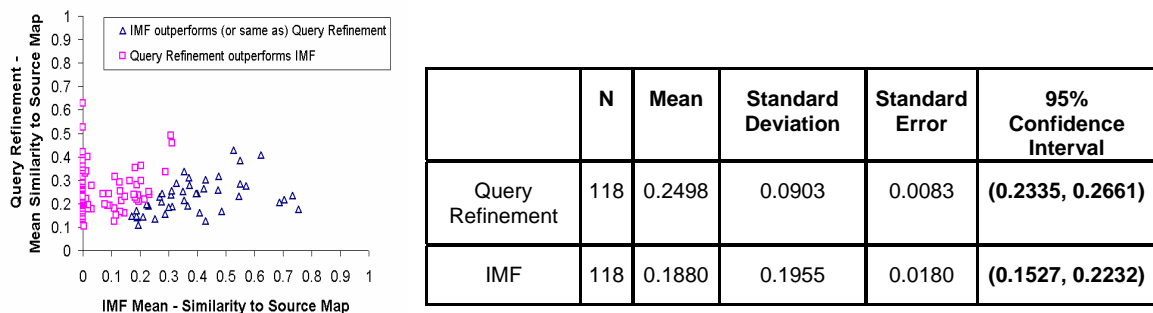 1
0.9
0.8
0.7
0.6
0.5
0.4
0.3
0.2
0.1
0
Query Refinement -
Mean Similarity to Source Map
IMF outperforms (or same as) Query Refinement
Query Refinement outperforms IMF
0 0.1 0.2 0.3 0.4 0.5 0.6 0.7 0.8 0.9 1
IMF Mean - Similarity to Source Map
N Mean Standard Deviation Standard Error 95% Confidence Interval
Query Refinement 118 0.2498 0.0903 0.0083 (0.2335, 0.2661)
IMF 118 0.1880 0.1955 0.0180 (0.1527, 0.2232)